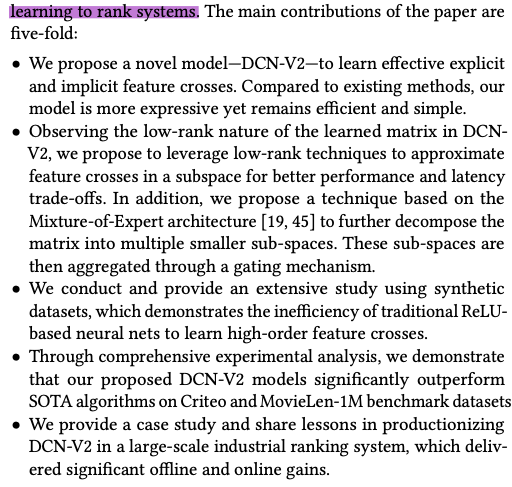 learning to rank systems. The main contributions of the paper are
five-fold:
• We propose a novel model—DCN-V2—to learn effective explicit
and implicit feature crosses. Compared to existing methods, our
model is more expressive yet remains efficient and simple.
• Observing the low-rank nature of the learned matrix in DCN-
V2, we propose to leverage low-rank techniques to approximate
feature crosses in a subspace for better performance and latency
trade-offs. In addition, we propose a technique based on the
Mixture-of-Expert architecture [19, 45] to further decompose the
matrix into multiple smaller sub-spaces. These sub-spaces are
then aggregated through a gating mechanism.
• We conduct and provide an extensive study using synthetic
datasets, which demonstrates the inefficiency of traditional ReLU-
based neural nets to learn high-order feature crosses.
• Through comprehensive experimental analysis, we demonstrate
that our proposed DCN-V2 models significantly outperform
SOTA algorithms on Criteo and MovieLen-1M benchmark datasets
• We provide a case study and share lessons in productionizing
DCN-V2 in a large-scale industrial ranking system, which deliv-
ered significant offline and online gains.